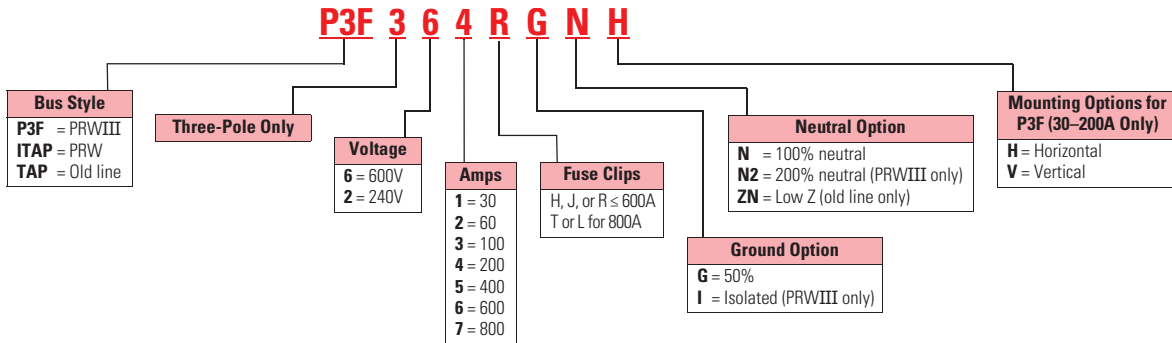 P3F 3 6 4 R G N H
Bus Style
P3F = PRWIII
ITAP = PRW
TAP = Old line
Three-Pole Only
Voltage
6 = 600V
2 = 240V
Amps
1 = 30
2 = 60
3 = 100
4 = 200
5 = 400
6 = 600
7 = 800
Fuse Clips
H, J, or R ≤ 600A
T or L for 800A
Ground Option
G = 50%
I = Isolated (PRWIII only)
Neutral Option
N = 100% neutral
N2 = 200% neutral (PRWIII only)
ZN = Low Z (old line only)
Mounting Options for
P3F (30–200A Only)
H = Horizontal
V = Vertical